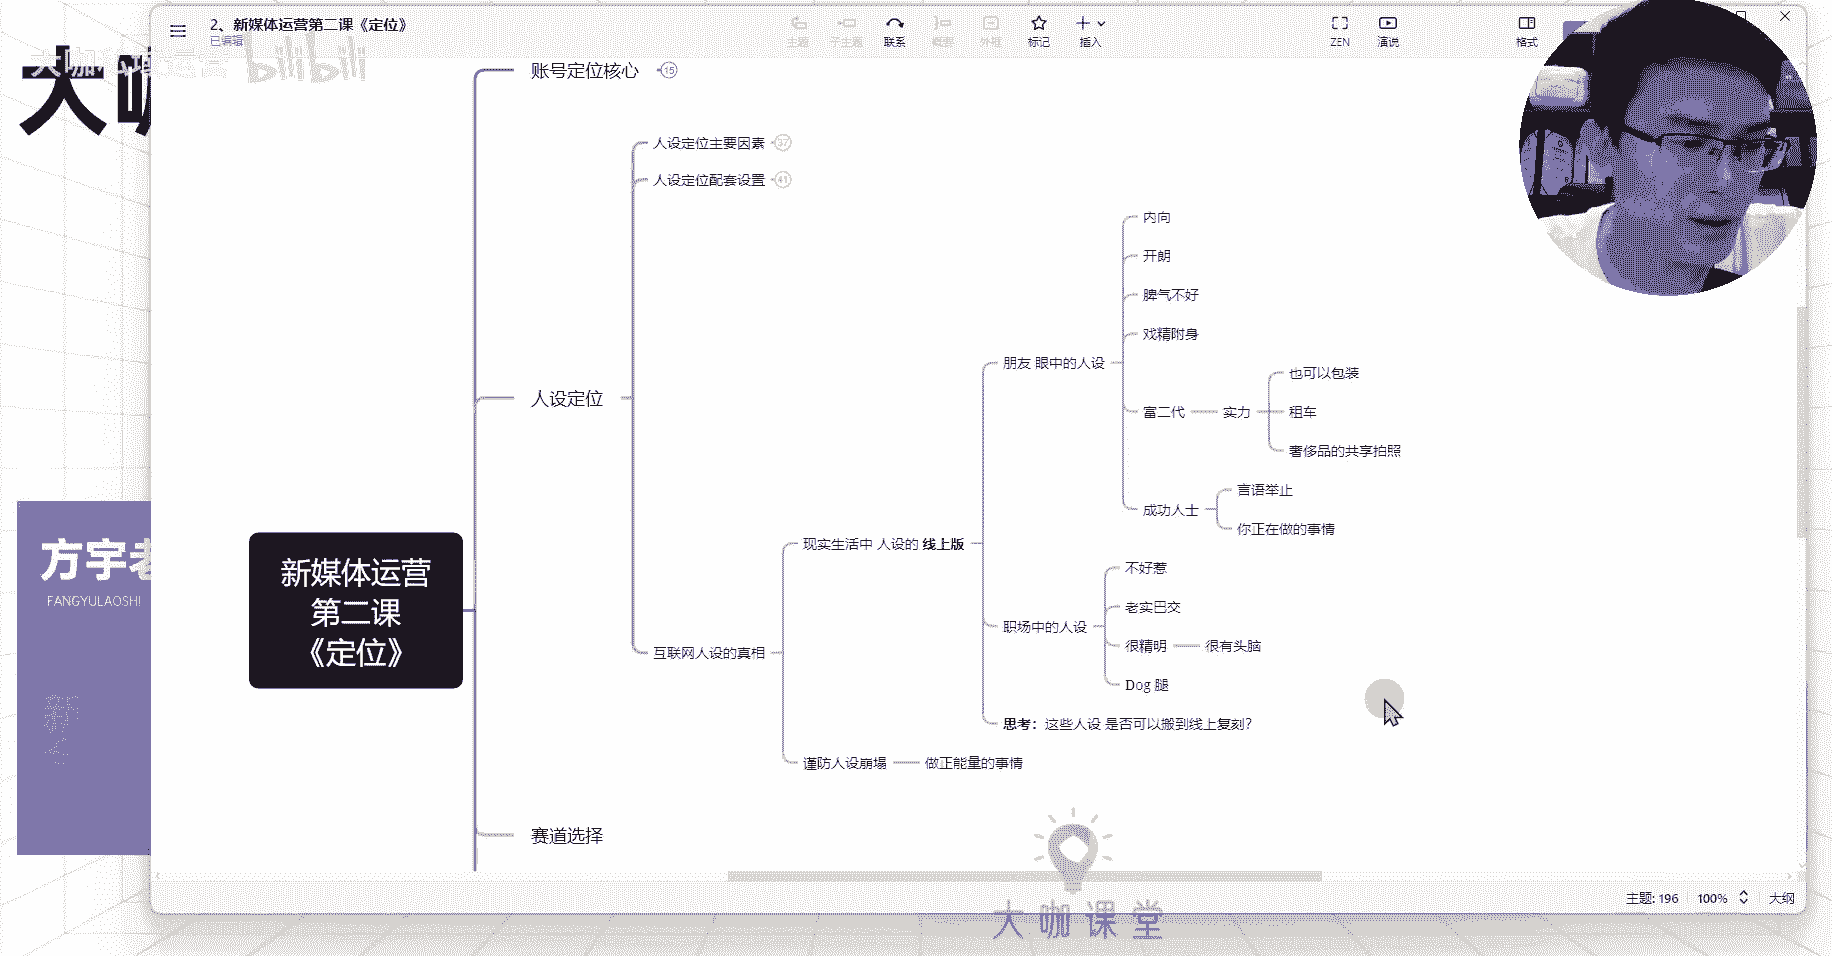 2、新媒体运营第二课《定位》
已编辑
主题
子主题
联系
概要
外框
标记
插入
ZEN
演说
格式
bilibili
大咖
账号定位核心
15
人设定位主要因素
37
人设定位配套设置
41
内向
开朗
脾气不好
戏精附身
朋友 眼中的人设
也可以包装
富二代
实力
租车
奢侈品的共享拍照
人设定位
成功人士
言语举止
你正在做的事情
现实生活中 人设的 线上版
不好惹
老实巴交
职场中的人设
很精明
很有头脑
Dog 腿
互联网人设的真相
思考：这些人设 是否可以搬到线上复刻？
谨防人设崩塌
做正能量的事情
新媒体运营
第二课
《定位》
赛道选择
方宇老
FANGYULAOSHI
大咖课堂
主题: 196
100%
大纲